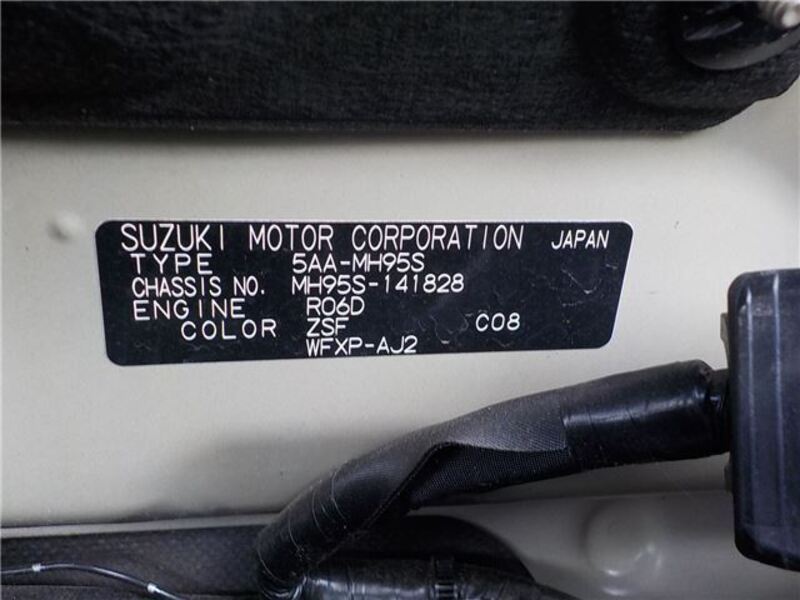 SUZUKI MOTOR CORPORATION JAPAN
TYPE 5AA-MH95S
CHASSIS NO. MH95S-141828
ENGINE R06D
COLOR ZSF C08
WFXP-AJ2